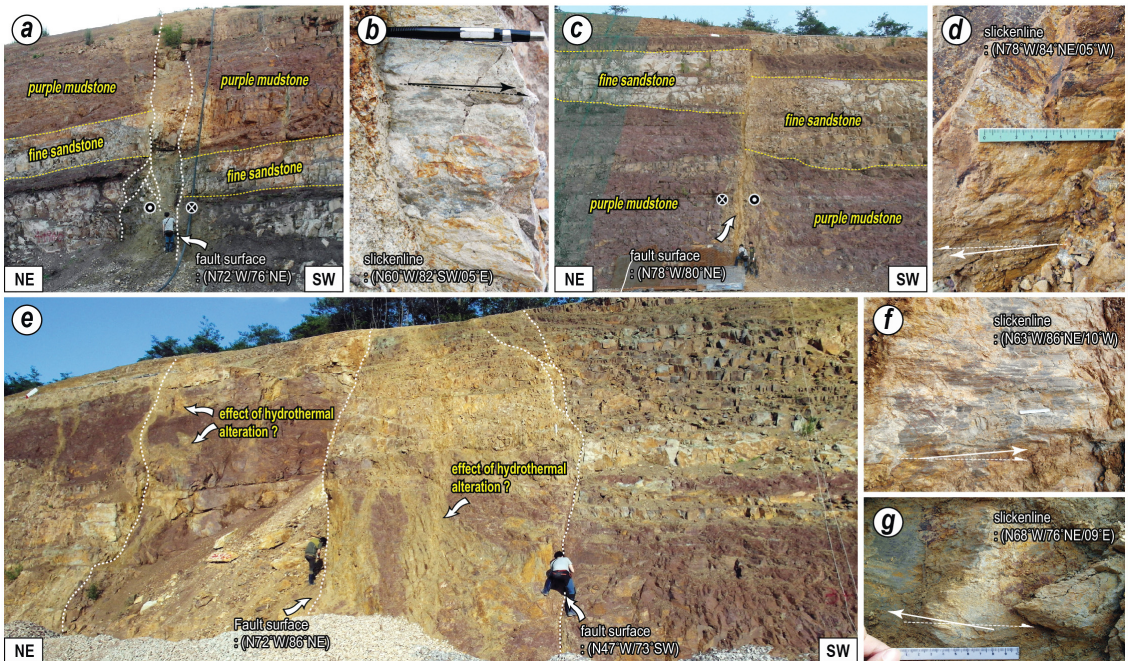 a
purple mudstone
purple mudstone
fine sandstone
fine sandstone
fault surface
: (N72°W/76°NE)
NE
SW
b
slickenline
: (N60°W/82°SW/05°E)
c
fine sandstone
fine sandstone
purple mudstone
purple mudstone
fault surface
: (N78°W/80°NE)
NE
SW
d
slickenline
: (N78°W/84°NE/05°W)
e
effect of hydrothermal
alteration ?
effect of hydrothermal
alteration ?
Fault surface
: (N72°W/86°NE)
fault surface
: (N47°W/73°SW)
NE
SW
f
slickenline
: (N63°W/86°NE/10°W)
g
slickenline
: (N68°W/76°NE/09°E)